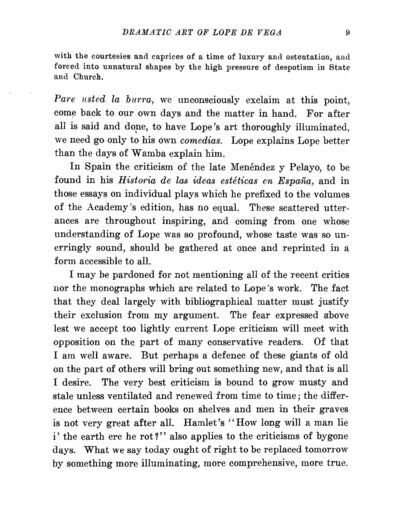 DRAMATIC ART OF LOPE DE VEGA 9
with the courtesies and caprices of a time of luxury and ostentation, and
forced into unnatural shapes by the high pressure of despotism in State
and Church.
Pare usted la burra, we unconsciously exclaim at this point,
come back to our own days and the matter in hand. For after
all is said and done, to have Lope's art thoroughly illuminated,
we need go only to his own comedias. Lope explains Lope better
than the days of Wamba explain him.
In Spain the criticism of the late Menéndez y Pelayo, to be
found in his Historia de las ideas estéticas en España, and in
those essays on individual plays which he prefixed to the volumes
of the Academy's edition, has no equal. These scattered utter-
ances are throughout inspiring, and coming from one whose
understanding of Lope was so profound, whose taste was so un-
erringly sound, should be gathered at once and reprinted in a
form accessible to all.
I may be pardoned for not mentioning all of the recent critics
nor the monographs which are related to Lope's work. The fact
that they deal largely with bibliographical matter must justify
their exclusion from my argument. The fear expressed above
lest we accept too lightly current Lope criticism will meet with
opposition on the part of many conservative readers. Of that
I am well aware. But perhaps a defence of these giants of old
on the part of others will bring out something new, and that is all
I desire. The very best criticism is bound to grow musty and
stale unless ventilated and renewed from time to time; the differ-
ence between certain books on shelves and men in their graves
is not very great after all. Hamlet's "How long will a man lie
i' the earth ere he rot?" also applies to the criticisms of bygone
days. What we say today ought of right to be replaced tomorrow
by something more illuminating, more comprehensive, more true.